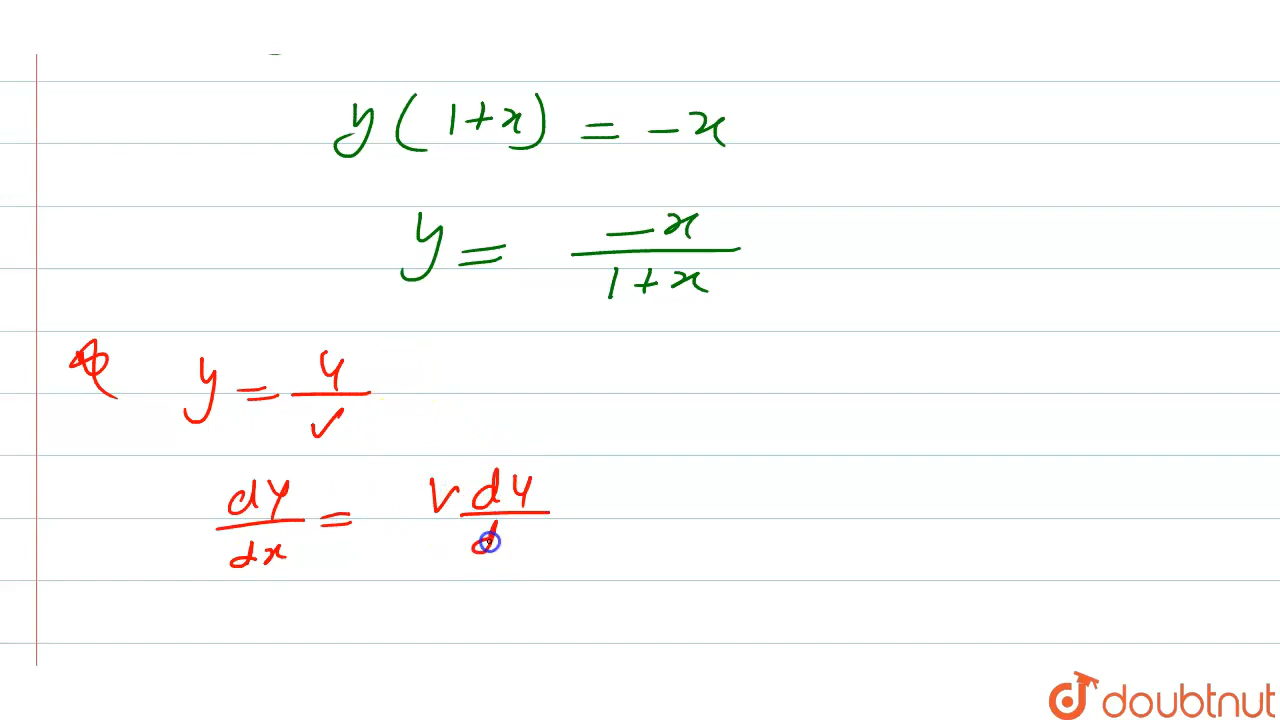 y(1+x) = -x
y = -x/1+x
y = u/v
dy/dx = v du/d
doubtnut